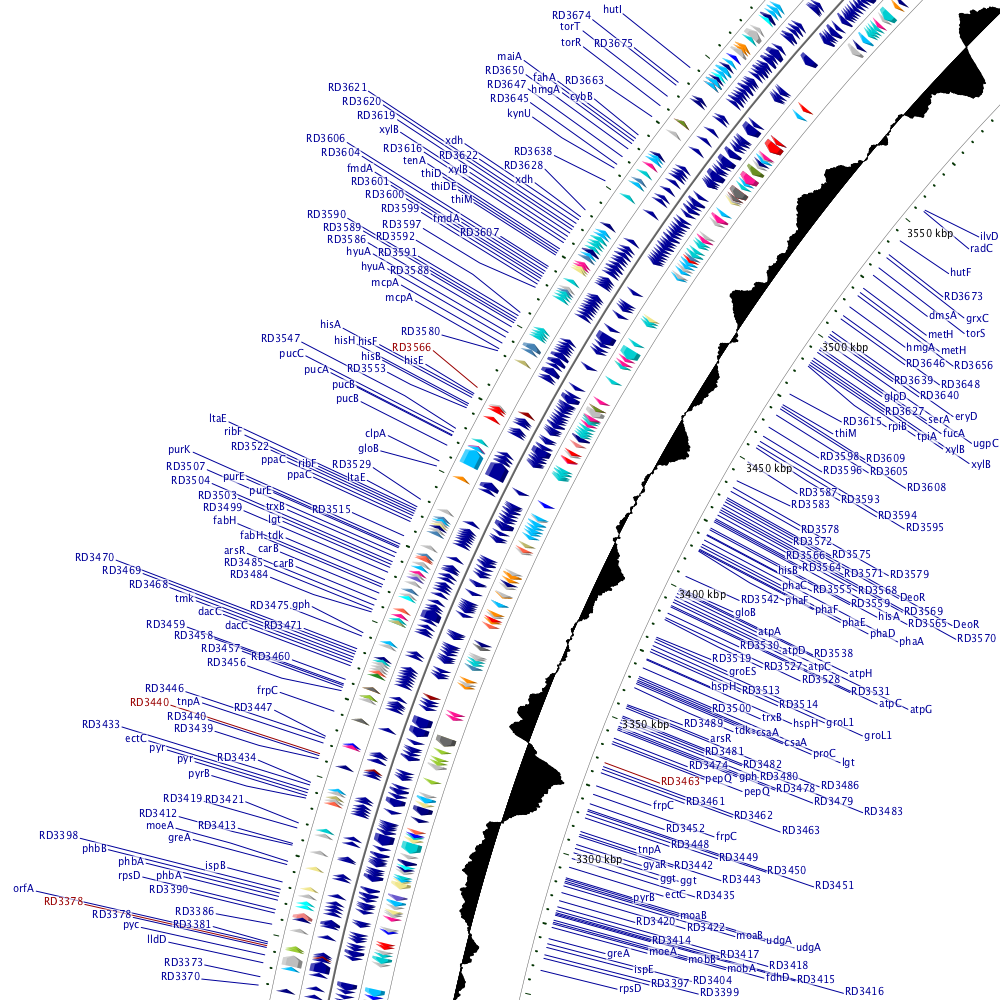 hutI
RD3674
torT
torR
RD3675
maiA
RD3650
fahA
RD3663
RD3647
hmgA
cybB
RD3645
kynU
RD3621
RD3620
RD3619
xylB
RD3606
RD3616
xdh
RD3604
tenA
RD3622
RD3638
fmdA
thiD
xylB
RD3628
RD3601
thiDE
xdh
RD3600
thiM
RD3599
RD3590
RD3597
fmdA
RD3589
RD3592
RD3607
RD3586
hyuA
RD3591
hyuA
RD3588
mcpA
mcpA
hisA
RD3580
RD3547
hisH
hisF
RD3566
pucC
hisB
hisE
pucA
RD3553
pucB
pucB
ltaE
ribF
clpA
purK
RD3522
gloB
RD3507
ppaC
ribF
RD3529
RD3504
purE
ppaC
ltaE
RD3503
purE
RD3499
trxB
RD3515
fabH
lgt
fabH
tdk
arsR
carB
RD3485
carB
RD3484
RD3470
RD3469
RD3468
tmk
RD3475
gph
dacC
RD3459
dacC
RD3471
RD3458
RD3457
RD3460
RD3456
RD3446
frpC
RD3440
tnpA
RD3447
RD3440
RD3433
RD3439
ectC
pyr
pyr
RD3434
pyrB
RD3419
RD3421
RD3412
moeA
RD3413
RD3398
greA
phbB
phbA
ispB
rpsD
phbA
orfA
RD3390
RD3378
RD3378
RD3386
pyc
RD3381
lldD
RD3373
RD3370
3550 kbp
ilvD
radC
hutF
RD3673
dmsA
grxC
metH
torS
3500 kbp
hmgA
metH
RD3646
RD3656
RD3639
RD3648
glpD
RD3640
RD3627
eryD
RD3615
rpiB
serA
thiM
tpiA
fucA
xylB
ugpC
xylB
RD3598
RD3609
3450 kbp
RD3596
RD3605
RD3587
RD3608
RD3583
RD3593
RD3594
RD3595
RD3578
RD3572
RD3566
RD3575
hisB
RD3564
RD3571
RD3579
phaC
RD3555
RD3568
3400 kbp
RD3542
phaF
RD3559
DeoR
gloB
phaF
hisA
RD3569
phaE
RD3565
DeoR
atpA
phaD
phaA
RD3570
RD3530
atpD
RD3538
RD3519
RD3527
atpC
groES
RD3528
atpH
hspH
RD3513
RD3531
RD3514
atpC
RD3500
atpG
3350 kbp
RD3489
trxB
hspH
groL1
arsR
tdk
csaA
groL1
RD3481
csaA
proC
RD3474
RD3482
lgt
RD3463
pepQ
gph
RD3480
pepQ
RD3478
RD3486
frpC
RD3461
RD3479
RD3462
RD3483
RD3452
RD3463
RD3448
frpC
tnpA
RD3449
3300 kbp
gyaR
RD3442
RD3450
ggt
ggt
RD3443
RD3451
pyrB
ectC
RD3435
moaB
RD3420
RD3422
moaB
RD3414
udgA
greA
moeA
RD3417
udgA
mobB
mobA
RD3418
ispE
RD3404
fdhD
RD3415
rpsD
RD3397
RD3399
RD3416